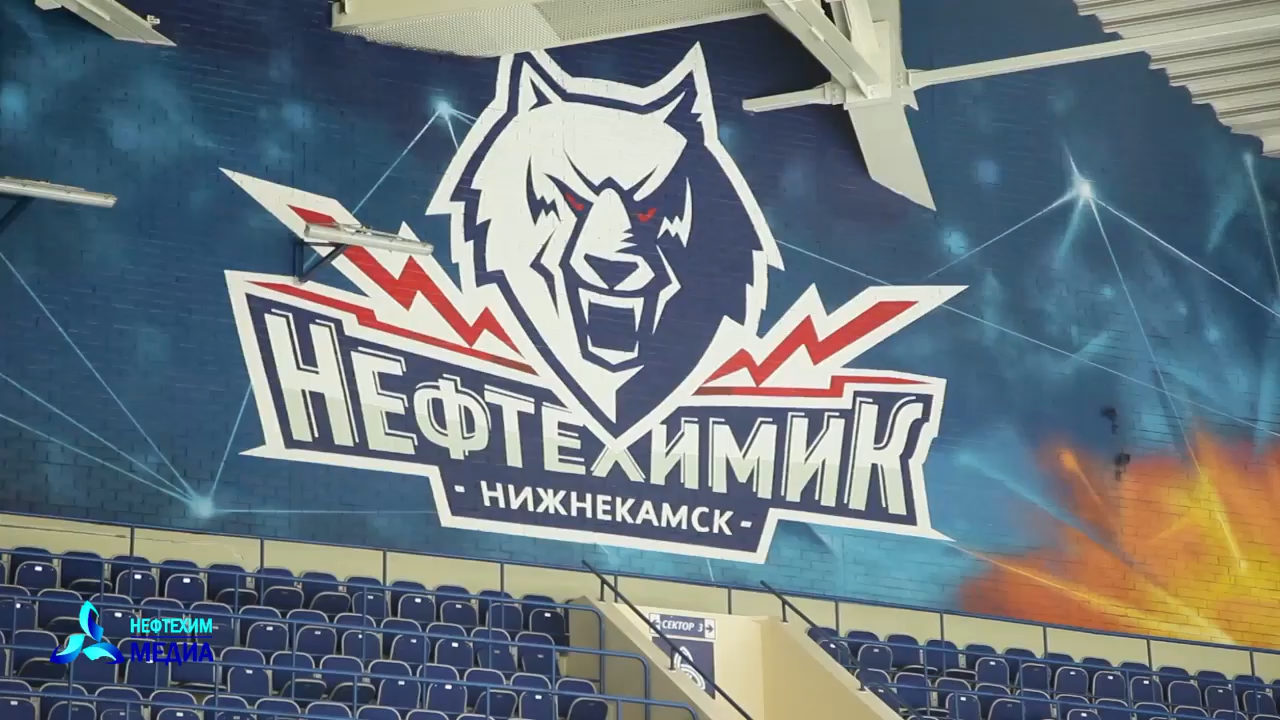 НЕФТЕХИМИК
- НИЖНЕКАМСК -
СЕКТОР 3
НЕФТЕХИМ
МЕДИА